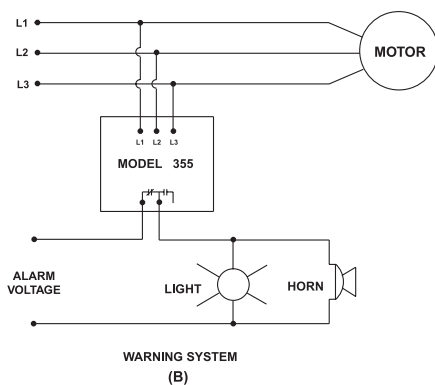 L1
MOTOR
L2
L3
L1 L2 L3
MODEL 355
ALARM
VOLTAGE
LIGHT
HORN
WARNING SYSTEM
(B)